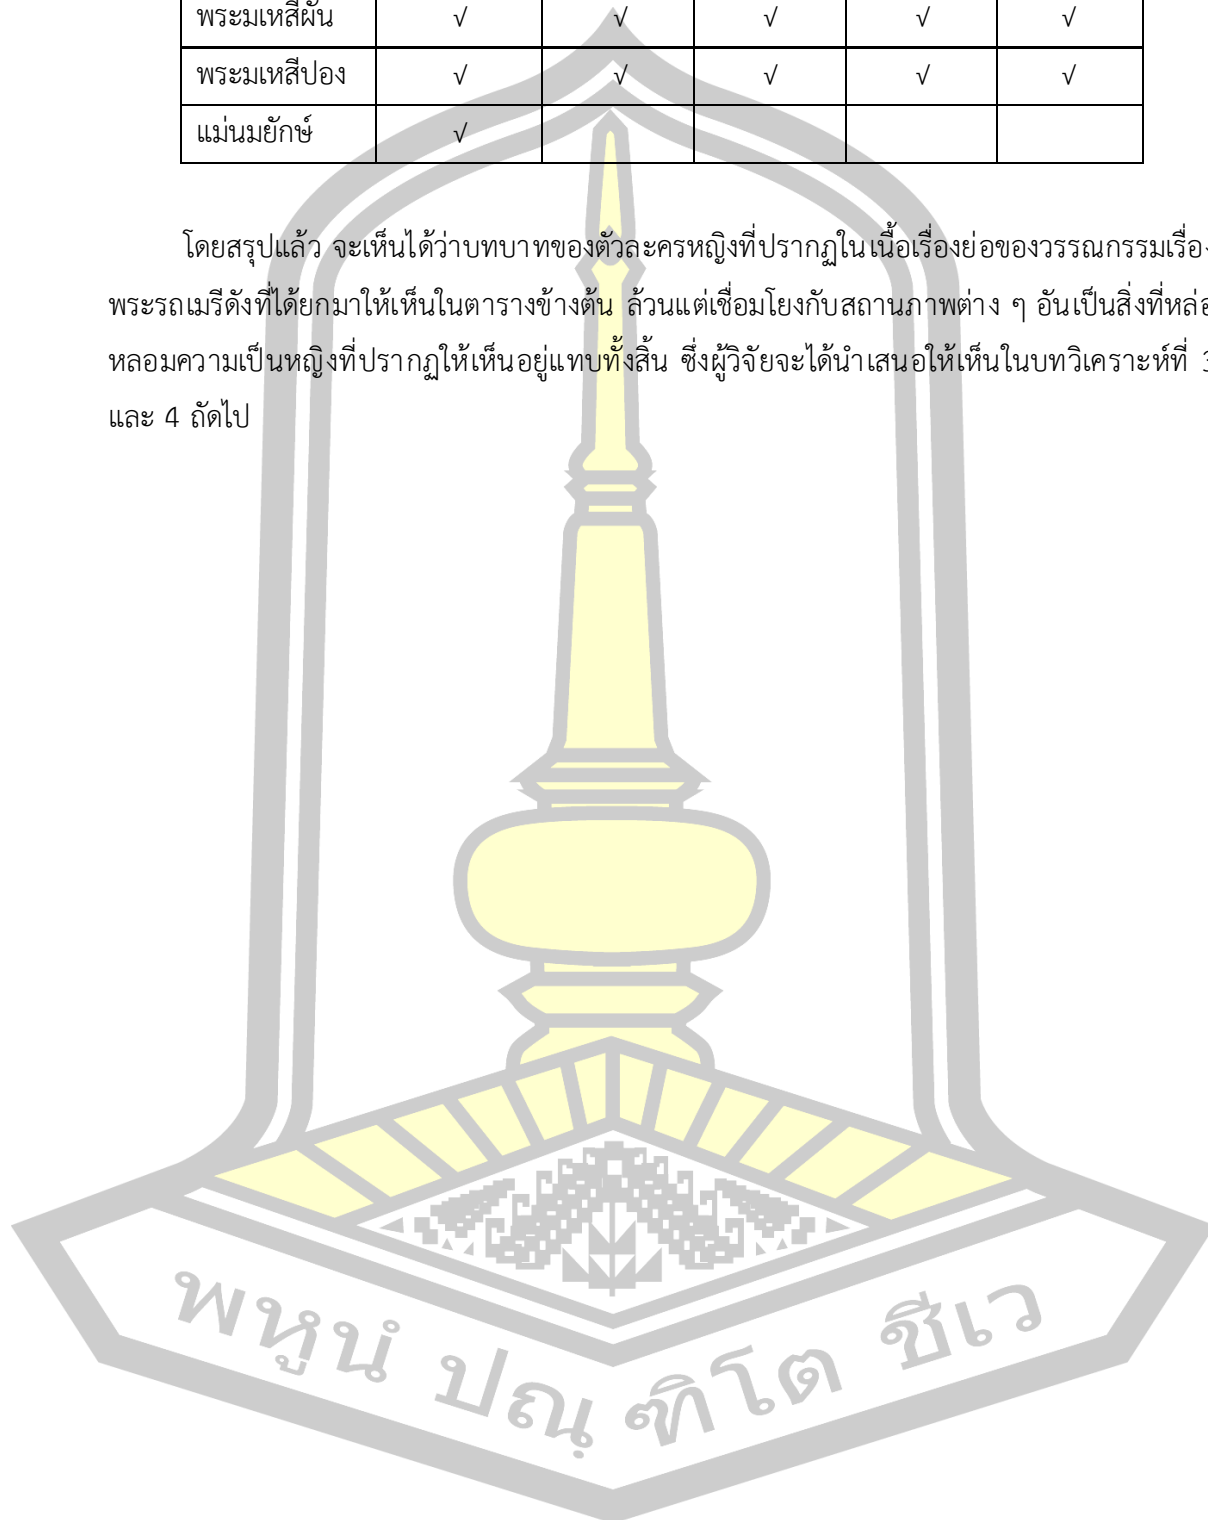 พระมเหสีผัน √ √ √ √ √
พระมเหสีปอง √ √ √ √ √
แม่นมยักษ์ √
โดยสรุปแล้ว จะเห็นได้ว่าบทบาทของตัวละครหญิงที่ปรากฏในเนื้อเรื่องย่อของวรรณกรรมเรื่อง
พระรถเมรีดังที่ได้ยกมาให้เห็นในตารางข้างต้น ล้วนแต่เชื่อมโยงกับสถานภาพต่าง ๆ อันเป็นสิ่งที่หล่อ
หลอมความเป็นหญิงที่ปรากฏให้เห็นอยู่แทบทั้งสิ้น ซึ่งผู้วิจัยจะได้นำเสนอให้เห็นในบทวิเคราะห์ที่ 3
และ 4 ถัดไป
พหูนํ ปณฺฑิโต ชีเว